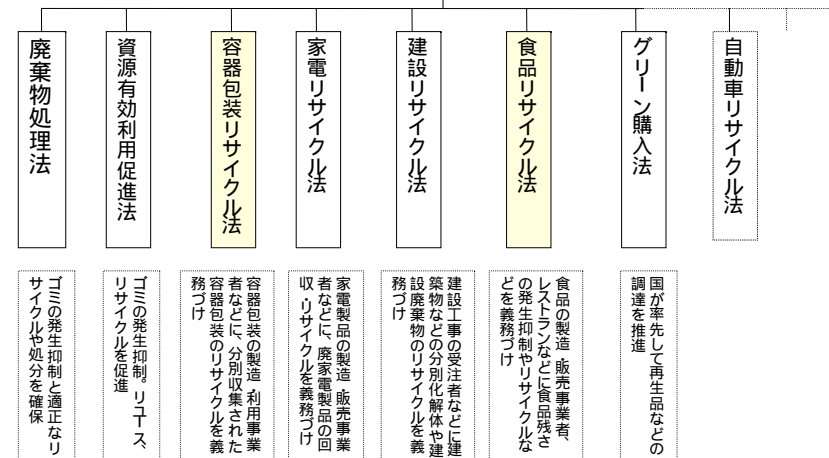 廃棄物処理法
資源有効利用促進法
容器包装リサイクル法
家電リサイクル法
建設リサイクル法
食品リサイクル法
グリーン購入法
自動車リサイクル法
ゴミの発生抑制と適正なリ
サイクルや処分を確保
ゴミの発生抑制。リユース、
リサイクルを促進
容器包装の製造・利用事業
者などに、分別収集された
容器包装のリサイクルを義
務づけ
家電製品の製造・販売事業
者などに、廃家電製品の回
収・リサイクルを義務づけ
建設工事の受注者などに建
築物などの分別化解体や建
設廃棄物のリサイクルを義
務づけ
食品の製造・販売事業者、
レストランなどに食品残さ
の発生抑制やリサイクルな
どを義務づけ
国が率先して再生品などの
調達を推進